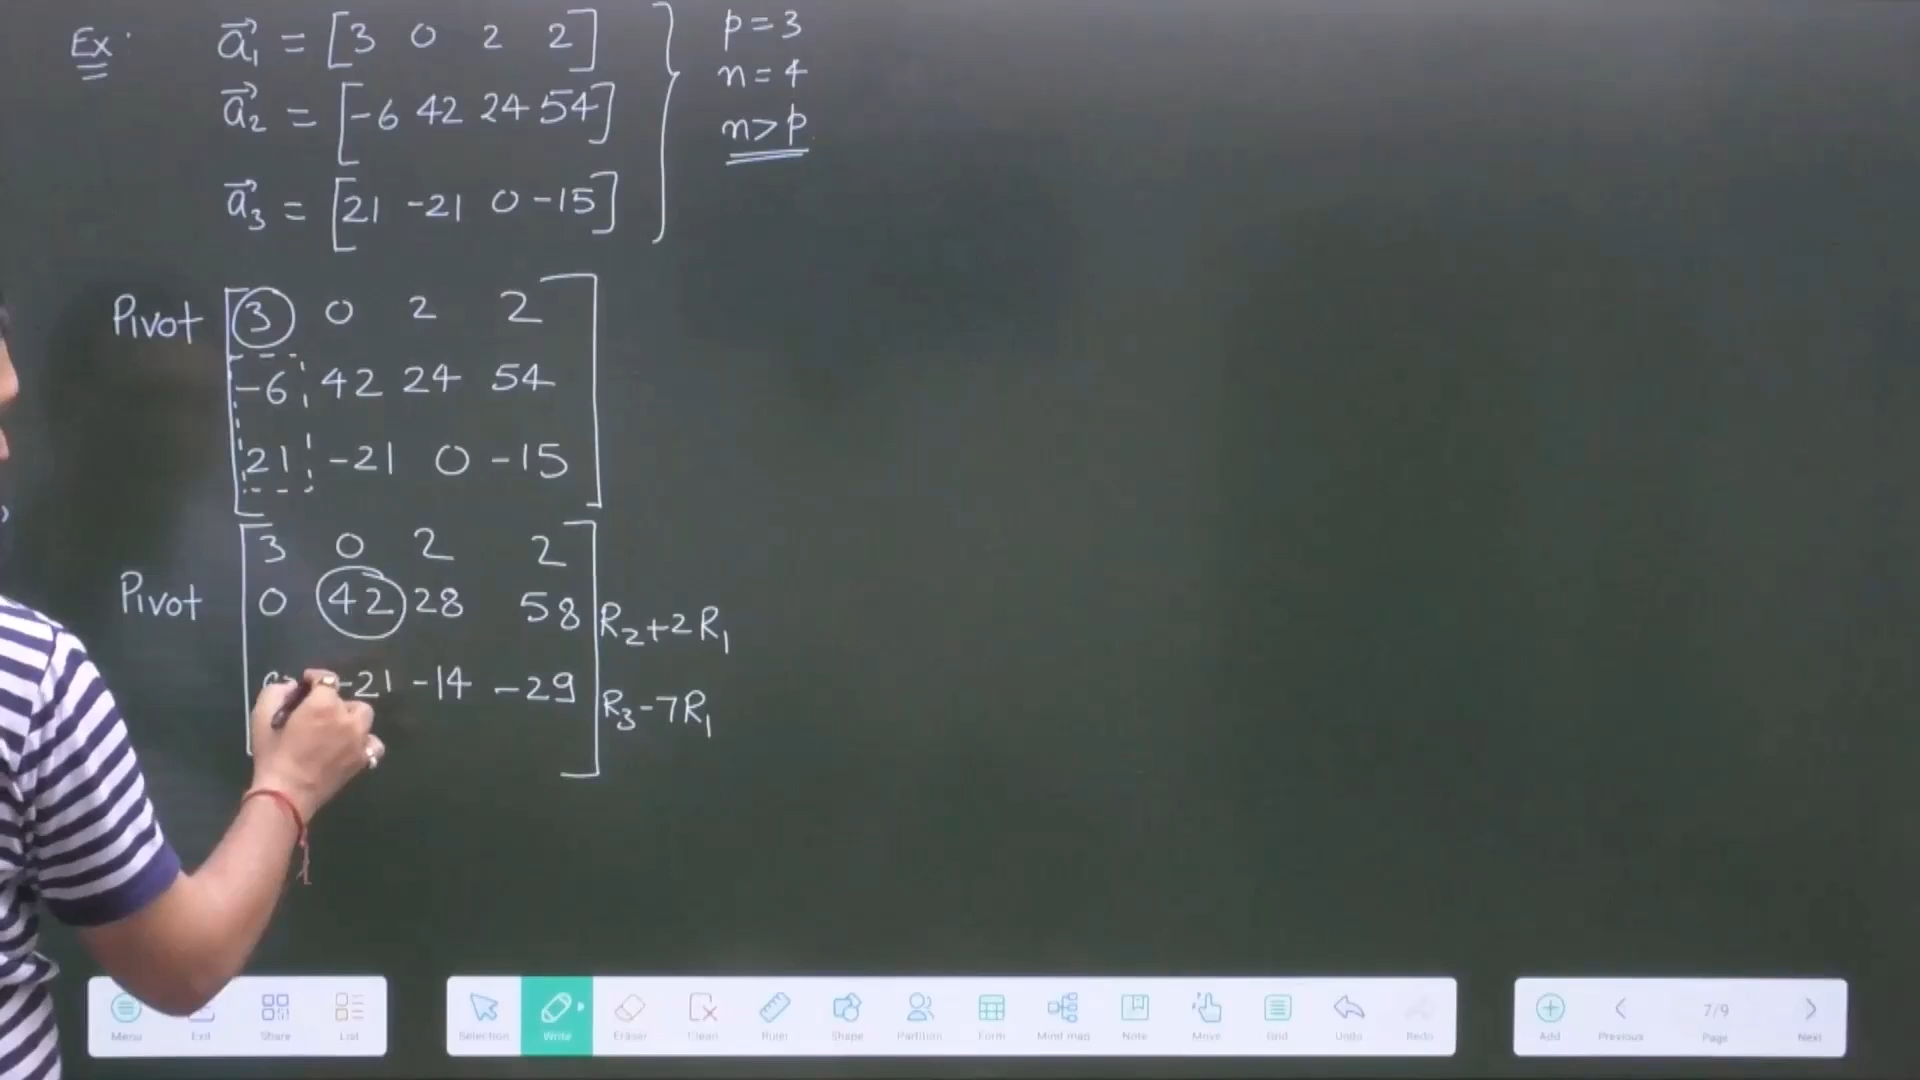 Ex: a⃗₁ = [3 0 2 2]
a⃗₂ = [-6 42 24 54]
a⃗₃ = [21 -21 0 -15]
p = 3
n = 4
n > p
Pivot [3 0 2 2
-6 42 24 54
21 -21 0 -15]
[3 0 2 2
Pivot 0 42 28 58 R₂+2R₁
-21 -14 -29] R₃-7R₁
Menu Exit Share List Selection Write Eraser Clean Ruler Shape Partition Form Mind map Note Move Grid Undo Redo Add Previous 7/9 Page Next